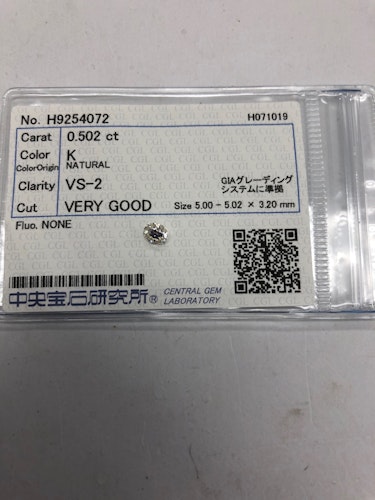 No. H9254072 H071019
Carat 0.502 ct
Color K
ColorOrigin NATURAL
Clarity VS-2 GIAグレーディング
システムに準拠
Cut VERY GOOD Size 5.00 - 5.02 × 3.20 mm
Fluo. NONE
中央宝石研究所® CENTRAL GEM
LABORATORY